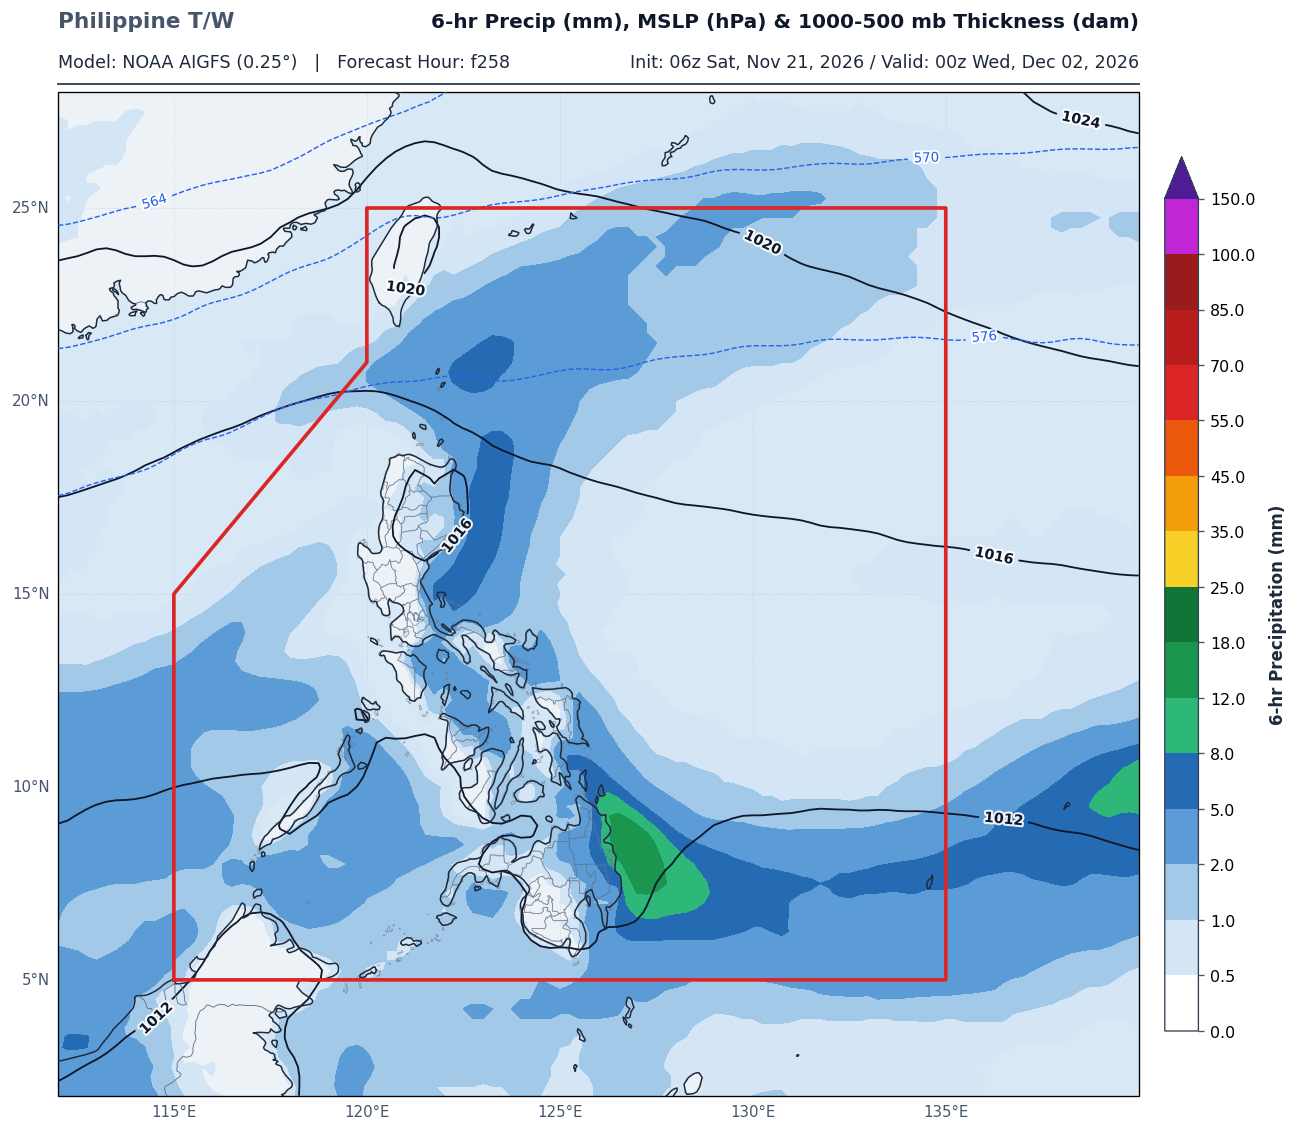 Philippine T/W
6-hr Precip (mm), MSLP (hPa) & 1000-500 mb Thickness (dam)
Model: NOAA AIGFS (0.25°)   |   Forecast Hour: f258
Init: 06z Sat, Nov 21, 2026 / Valid: 00z Wed, Dec 02, 2026
1024
570
564
25°N
1020
1020
576
20°N
1016
1016
15°N
10°N
1012
5°N
1012
115°E
120°E
125°E
130°E
135°E
150.0
100.0
85.0
70.0
55.0
45.0
35.0
25.0
18.0
12.0
8.0
5.0
2.0
1.0
0.5
0.0
6-hr Precipitation (mm)